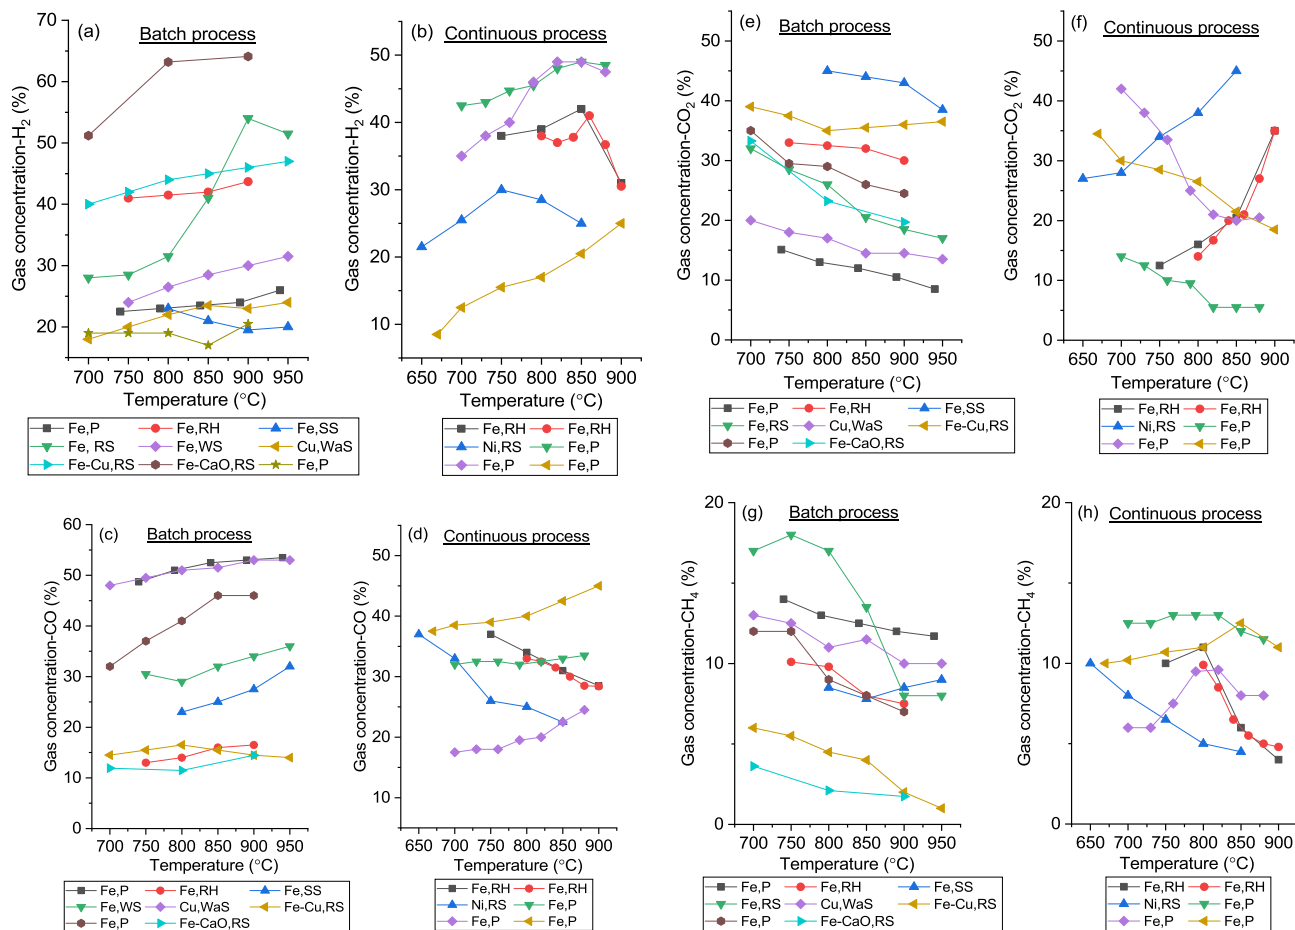 (a) Batch process
Gas concentration-H₂ (%)
70
60
50
40
30
20
700 750 800 850 900 950
Temperature (°C)
Fe,P Fe,RH Fe,SS
Fe, RS Fe,WS Cu,WaS
Fe-Cu,RS Fe-CaO,RS Fe,P
(b) Continuous process
Gas concentration-H₂ (%)
50
40
30
20
10
650 700 750 800 850 900
Temperature (°C)
Fe,RH Fe,RH
Ni,RS Fe,P
Fe,P Fe,P
(e) Batch process
Gas concentration-CO₂ (%)
50
40
30
20
10
0
700 750 800 850 900 950
Temperature (°C)
Fe,P Fe,RH Fe,SS
Fe,RS Cu,WaS Fe-Cu,RS
Fe,P Fe-CaO,RS
(f) Continuous process
Gas concentration-CO₂ (%)
50
40
30
20
10
0
650 700 750 800 850 900
Temperature (°C)
Fe,RH Fe,RH
Ni,RS Fe,P
Fe,P Fe,P
(c) Batch process
Gas concentration-CO (%)
60
50
40
30
20
10
0
700 750 800 850 900 950
Temperature (°C)
Fe,P Fe,RH Fe,SS
Fe,WS Cu,WaS Fe-Cu,RS
Fe,P Fe-CaO,RS
(d) Continuous process
Gas concentration-CO (%)
50
40
30
20
10
650 700 750 800 850 900
Temperature (°C)
Fe,RH Fe,RH
Ni,RS Fe,P
Fe,P Fe,P
(g) Batch process
Gas concentration-CH₄ (%)
20
10
0
700 750 800 850 900 950
Temperature (°C)
Fe,P Fe,RH Fe,SS
Fe,RS Cu,WaS Fe-Cu,RS
Fe,P Fe-CaO,RS
(h) Continuous process
Gas concentration-CH₄ (%)
20
10
0
650 700 750 800 850 900
Temperature (°C)
Fe,RH Fe,RH
Ni,RS Fe,P
Fe,P Fe,P